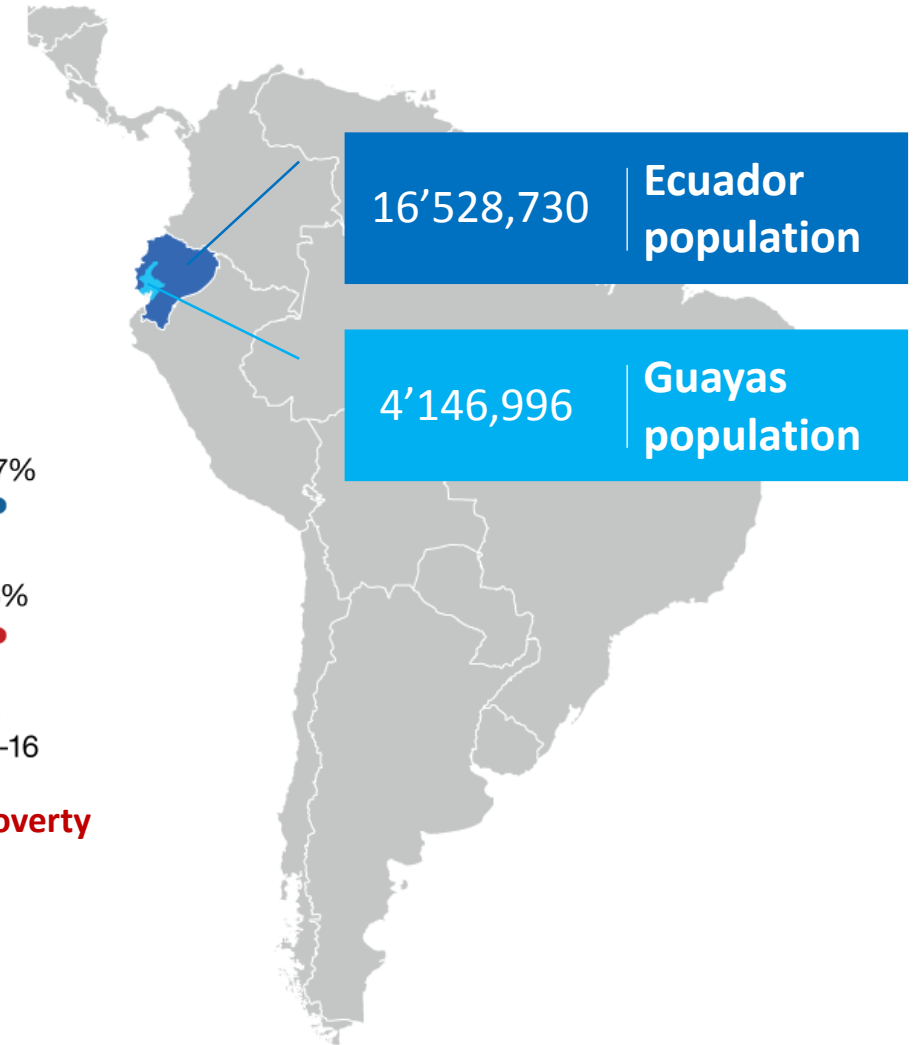 16’528,730
Ecuador
population
4’146,996
Guayas
population
7%
%
-16
overty